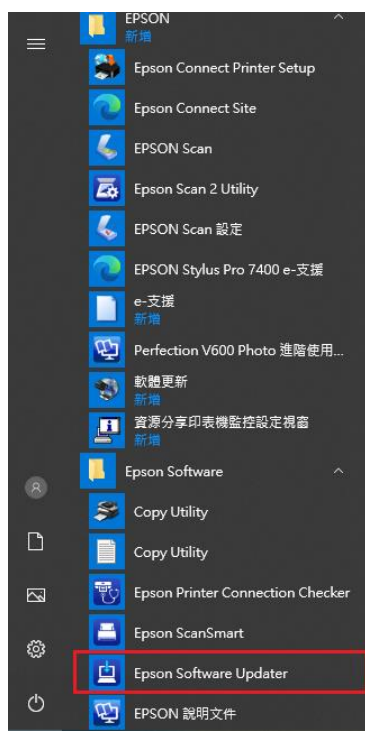 EPSON
新增
Epson Connect Printer Setup
Epson Connect Site
EPSON Scan
Epson Scan 2 Utility
EPSON Scan 設定
EPSON Stylus Pro 7400 e-支援
e-支援
新增
Perfection V600 Photo 進階使用...
軟體更新
新增
資源分享印表機監控設定視窗
新增
Epson Software
Copy Utility
Copy Utility
Epson Printer Connection Checker
Epson ScanSmart
Epson Software Updater
EPSON 說明文件